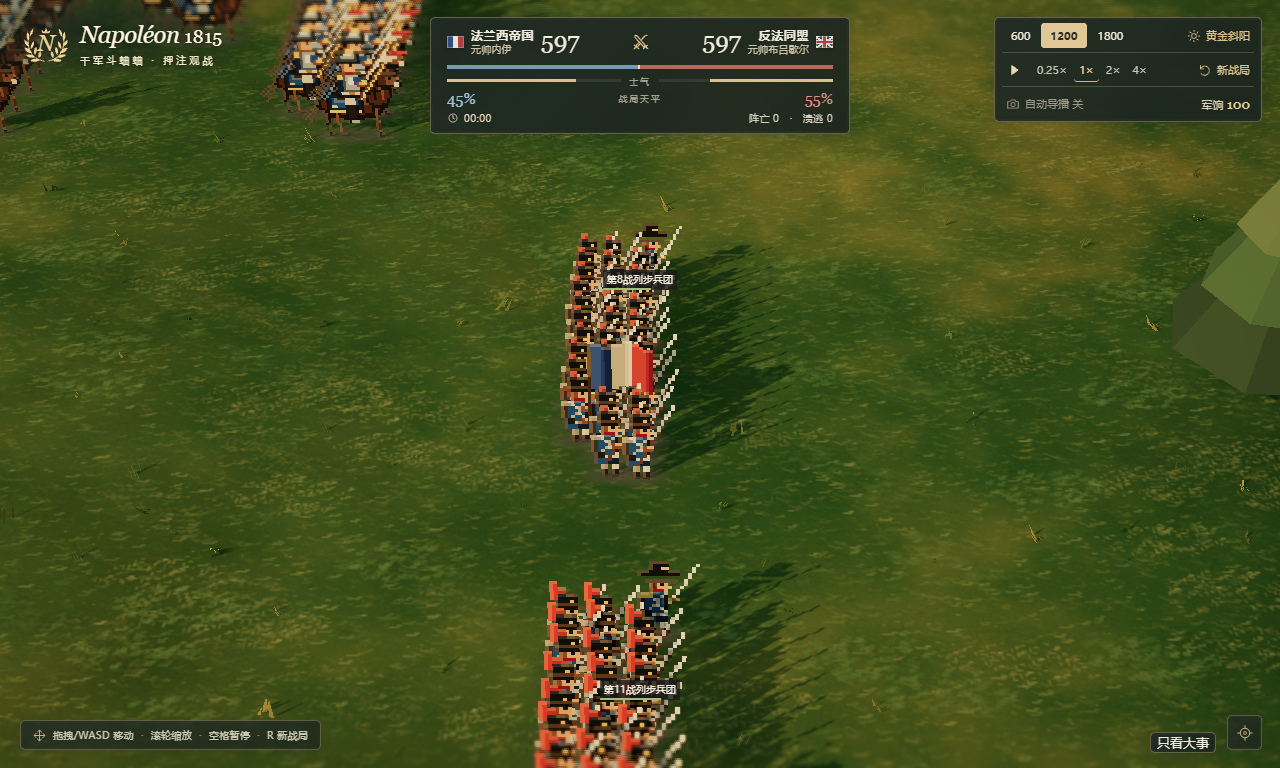 Napoléon 1815
千军斗蛐蛐 · 押注观战
法兰西帝国
元帅内伊
597
597
反法同盟
元帅布吕歇尔
士气
45%
战局天平
55%
00:00
阵亡 0 · 溃逃 0
600 1200 1800
黄金斜阳
0.25× 1× 2× 4×
新战局
自动导播 关
军饷 100
第8战列步兵团
第11战列步兵团
拖拽/WASD 移动 · 滚轮缩放 · 空格暂停 · R 新战局
只看大事